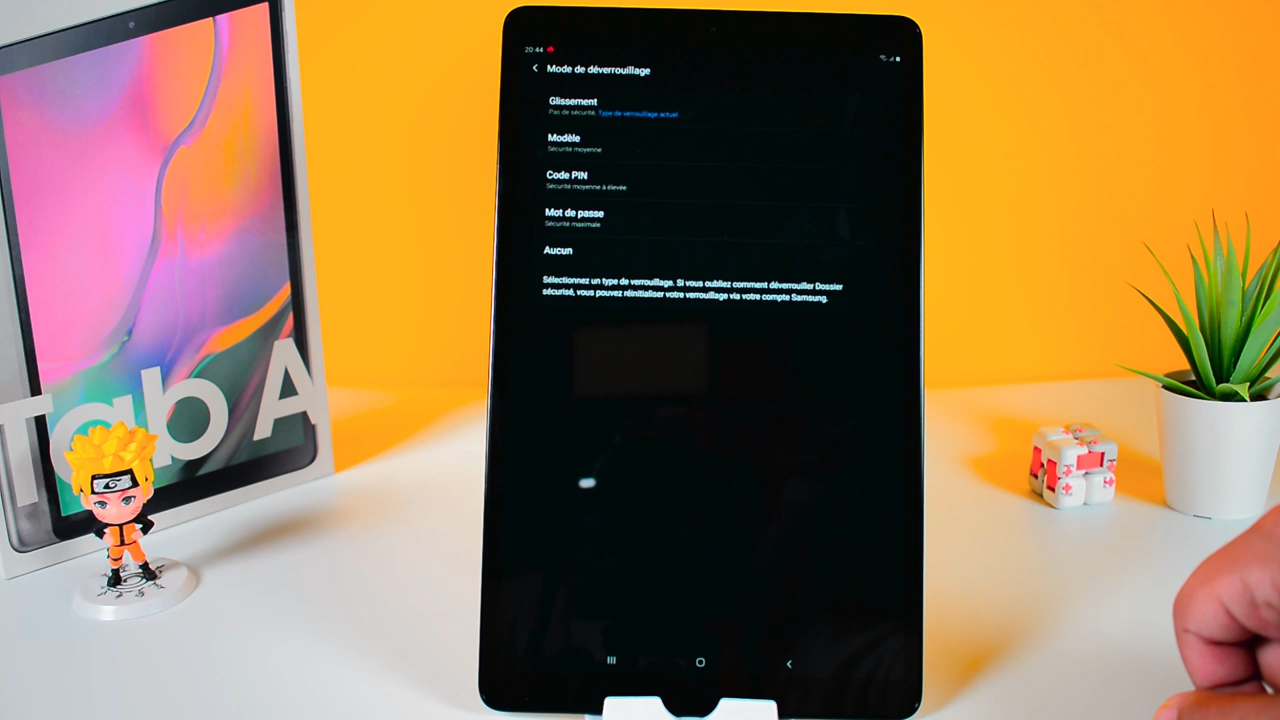 20:44
Mode de déverrouillage
Glissement
Pas de sécurité, Type de verrouillage actuel
Modèle
Sécurité moyenne
Code PIN
Sécurité moyenne à élevée
Mot de passe
Sécurité maximale
Aucun
Sélectionnez un type de verrouillage. Si vous oubliez comment déverrouiller Dossier
sécurisé, vous pouvez réinitialiser votre verrouillage via votre compte Samsung.
Tab A